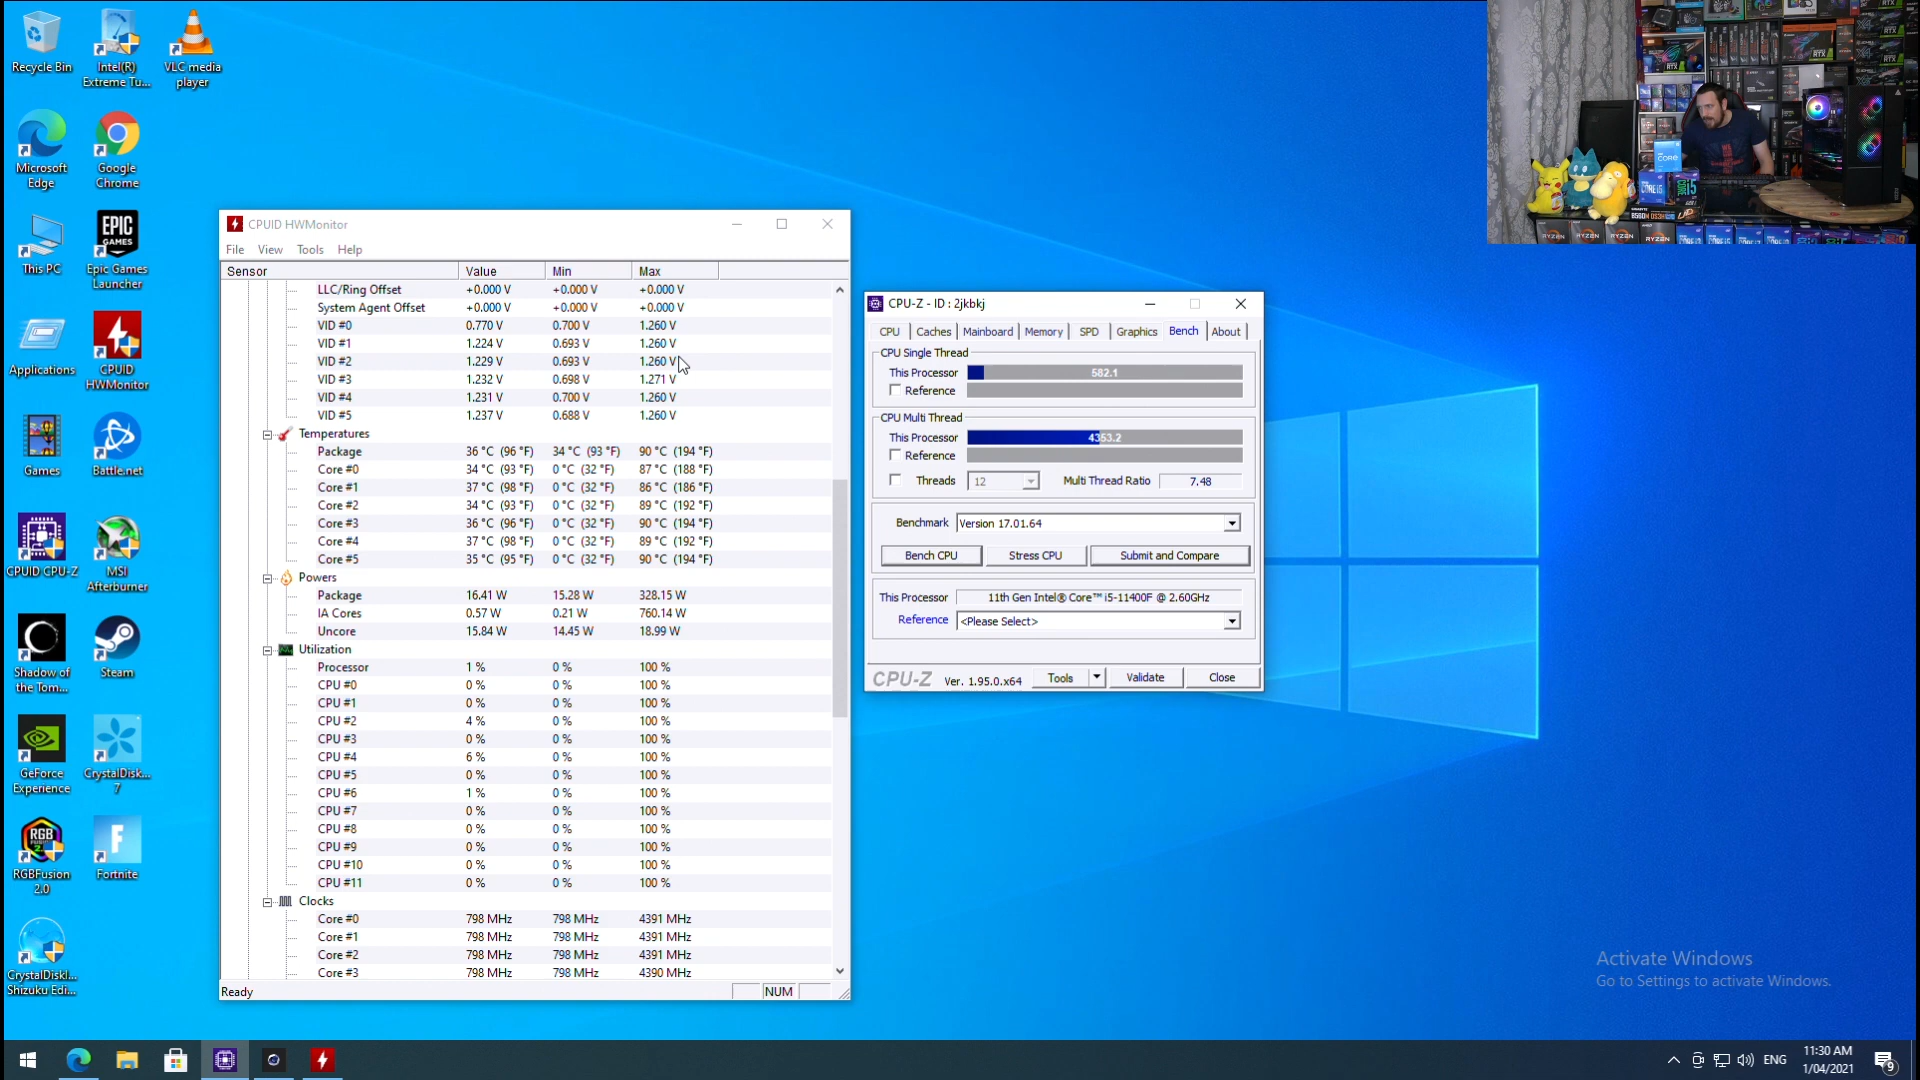 Recycle Bin
Intel(R) Extreme Tu...
VLC media player
Microsoft Edge
Google Chrome
This PC
EPIC GAMES
Epic Games Launcher
Applications
CPUID HWMonitor
Games
Battle.net
CPUID CPU-Z
MSI Afterburner
Shadow of the Tom...
Steam
GeForce Experience
CrystalDisk... 7
RGB
RGBFusion 2.0
Fortnite
CrystalDiskI... Shizuku Edi...
CPUID HWMonitor
File View Tools Help
Sensor Value Min Max
LLC/Ring Offset +0.000 V +0.000 V +0.000 V
System Agent Offset +0.000 V +0.000 V +0.000 V
VID #0 0.770 V 0.700 V 1.260 V
VID #1 1.224 V 0.693 V 1.260 V
VID #2 1.229 V 0.693 V 1.260 V
VID #3 1.232 V 0.698 V 1.271 V
VID #4 1.231 V 0.700 V 1.260 V
VID #5 1.237 V 0.688 V 1.260 V
Temperatures
Package 36 °C (96 °F) 34 °C (93 °F) 90 °C (194 °F)
Core #0 34 °C (93 °F) 0 °C (32 °F) 87 °C (188 °F)
Core #1 37 °C (98 °F) 0 °C (32 °F) 86 °C (186 °F)
Core #2 34 °C (93 °F) 0 °C (32 °F) 89 °C (192 °F)
Core #3 36 °C (96 °F) 0 °C (32 °F) 90 °C (194 °F)
Core #4 37 °C (98 °F) 0 °C (32 °F) 89 °C (192 °F)
Core #5 35 °C (95 °F) 0 °C (32 °F) 90 °C (194 °F)
Powers
Package 16.41 W 15.28 W 328.15 W
IA Cores 0.57 W 0.21 W 760.14 W
Uncore 15.84 W 14.45 W 18.99 W
Utilization
Processor 1 % 0 % 100 %
CPU #0 0 % 0 % 100 %
CPU #1 0 % 0 % 100 %
CPU #2 4 % 0 % 100 %
CPU #3 0 % 0 % 100 %
CPU #4 6 % 0 % 100 %
CPU #5 0 % 0 % 100 %
CPU #6 1 % 0 % 100 %
CPU #7 0 % 0 % 100 %
CPU #8 0 % 0 % 100 %
CPU #9 0 % 0 % 100 %
CPU #10 0 % 0 % 100 %
CPU #11 0 % 0 % 100 %
Clocks
Core #0 798 MHz 798 MHz 4391 MHz
Core #1 798 MHz 798 MHz 4391 MHz
Core #2 798 MHz 798 MHz 4391 MHz
Core #3 798 MHz 798 MHz 4390 MHz
Ready NUM
CPU-Z - ID : 2jkbkj
CPU Caches Mainboard Memory SPD Graphics Bench About
CPU Single Thread
This Processor 582.1
Reference
CPU Multi Thread
This Processor 4353.2
Reference
Threads 12 Multi Thread Ratio 7.48
Benchmark Version 17.01.64
Bench CPU Stress CPU Submit and Compare
This Processor 11th Gen Intel® Core™ i5-11400F @ 2.60GHz
Reference <Please Select>
CPU-Z Ver. 1.95.0.x64 Tools Validate Close
CORE
CORE i5
i5
B560M DS3H
RYZEN RYZEN RYZEN RYZEN
Activate Windows
Go to Settings to activate Windows.
ENG
11:30 AM
1/04/2021
9